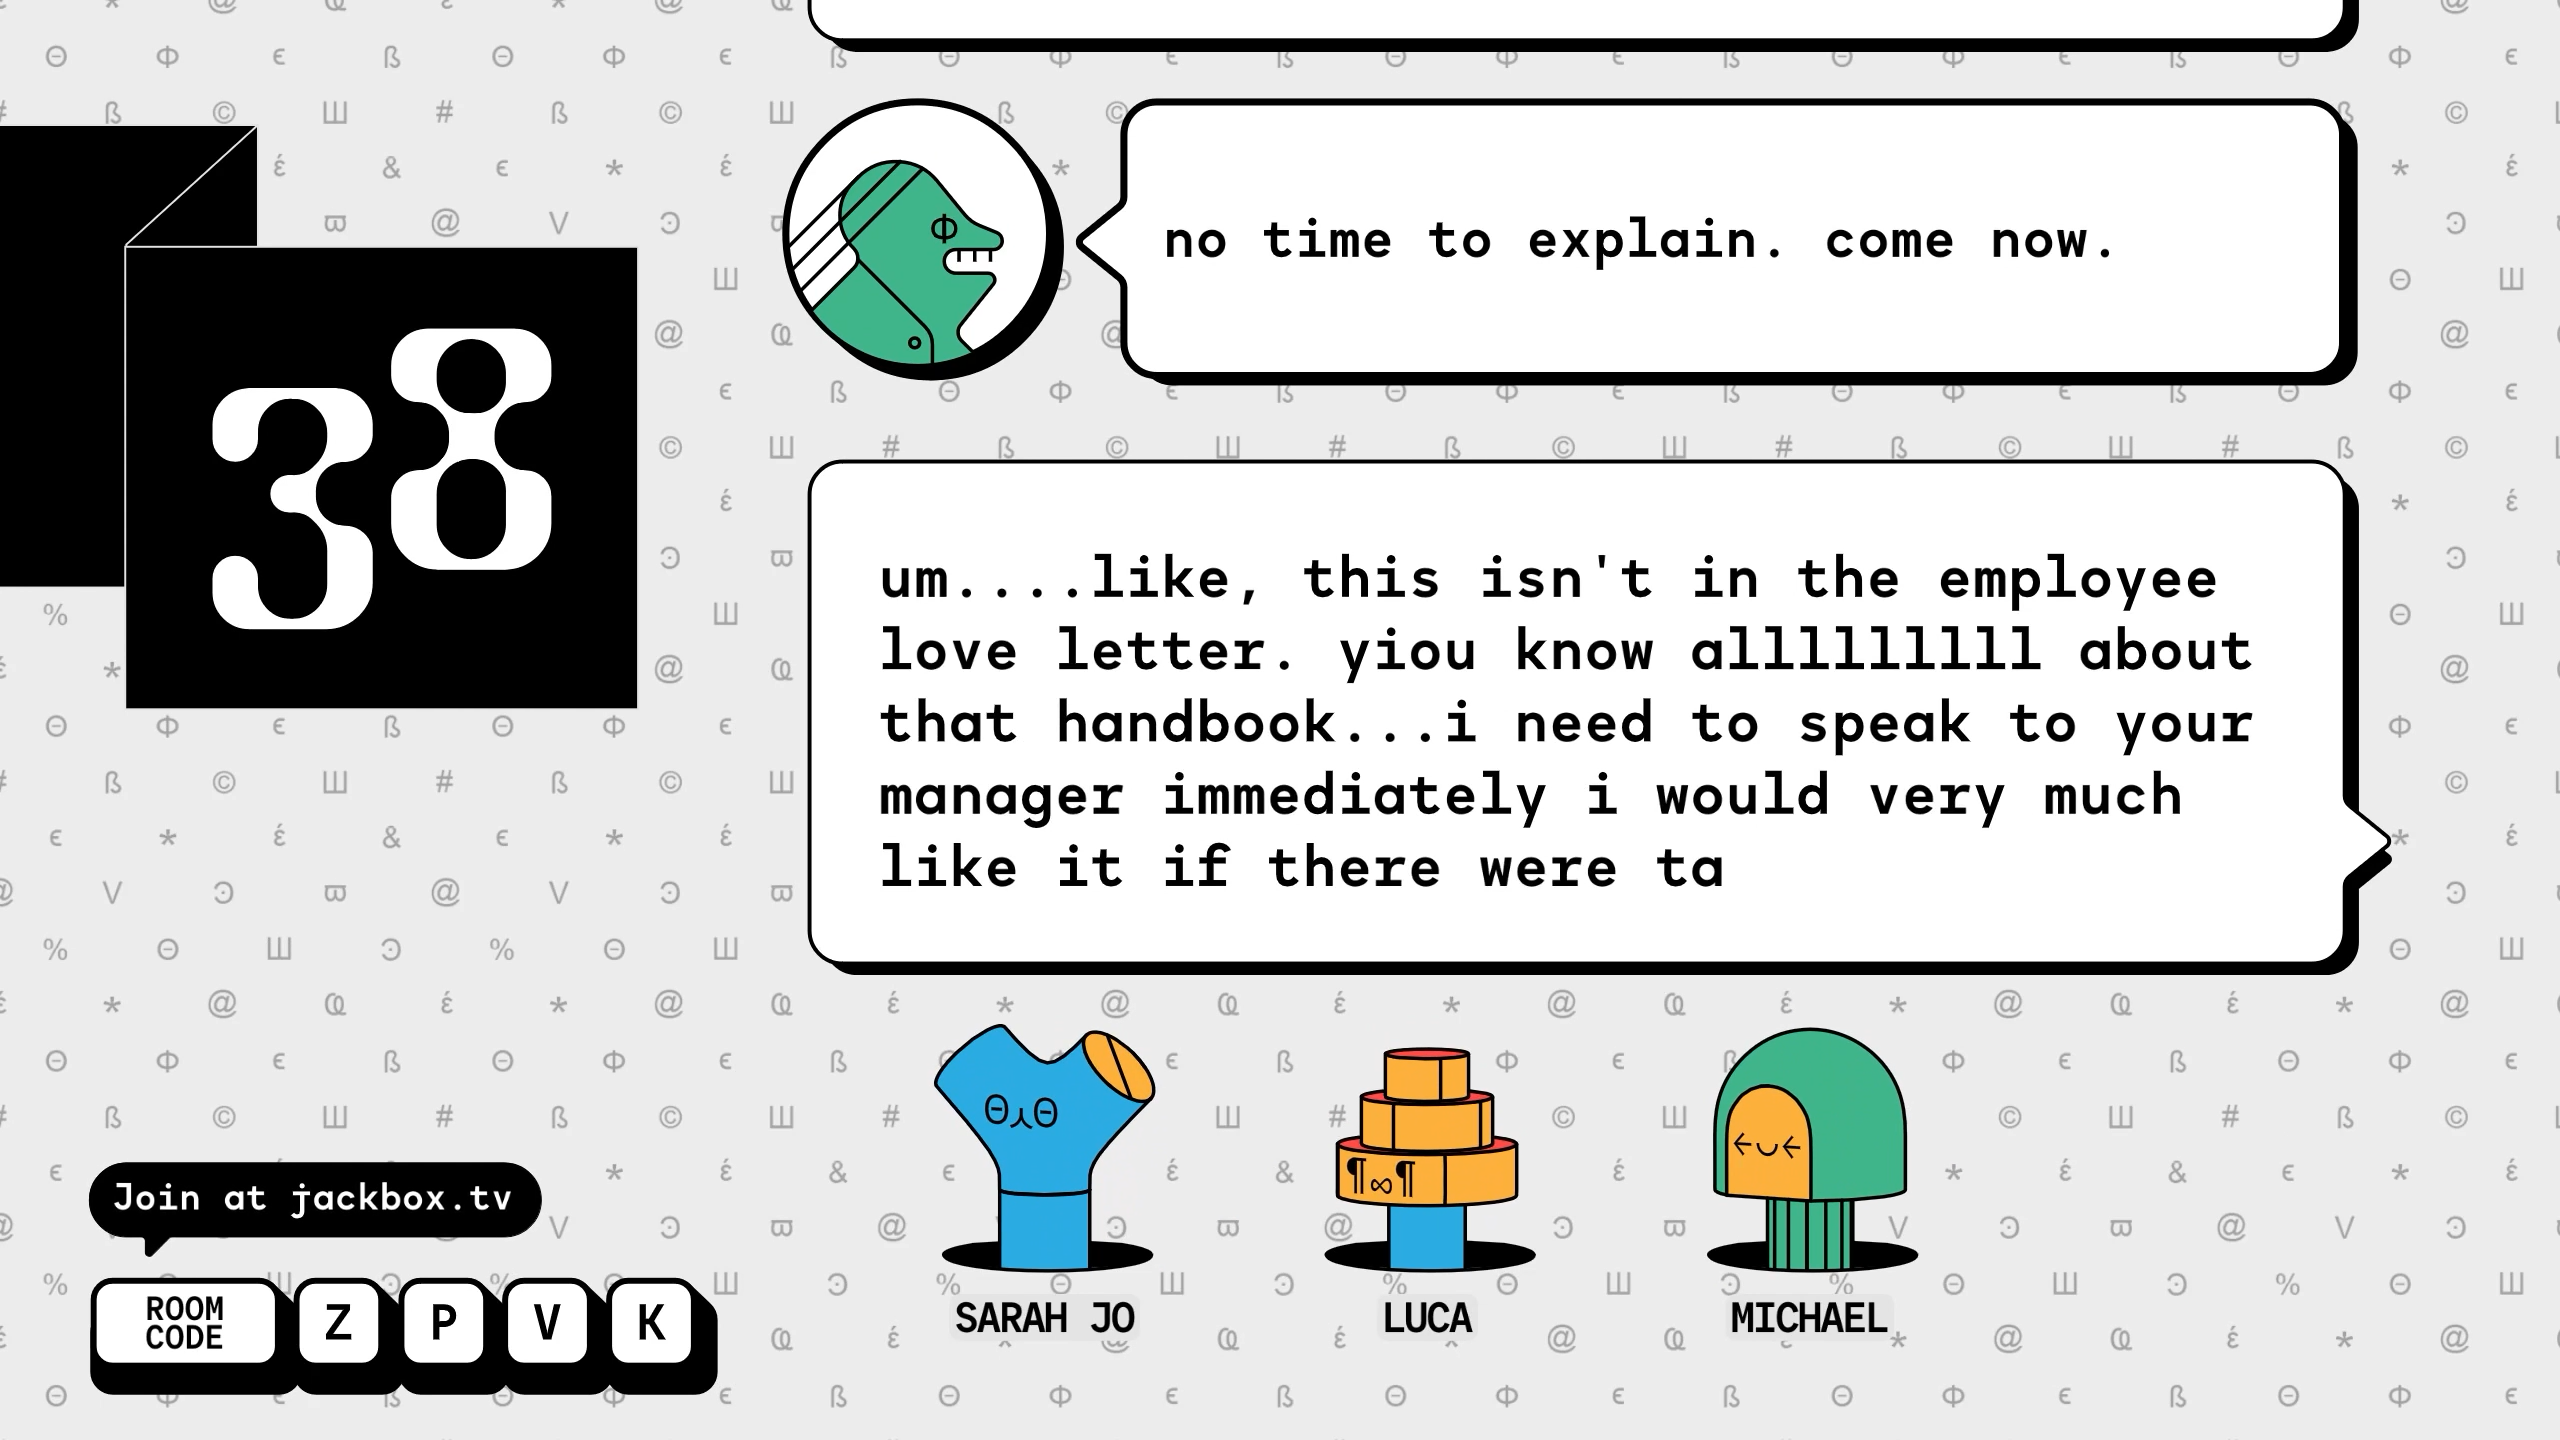 no time to explain. come now.
38
um....like, this isn't in the employee
love letter. yiou know alllllllll about
that handbook...i need to speak to your
manager immediately i would very much
like it if there were ta
Join at jackbox.tv
ROOM
CODE
Z P V K
SARAH JO
LUCA
MICHAEL